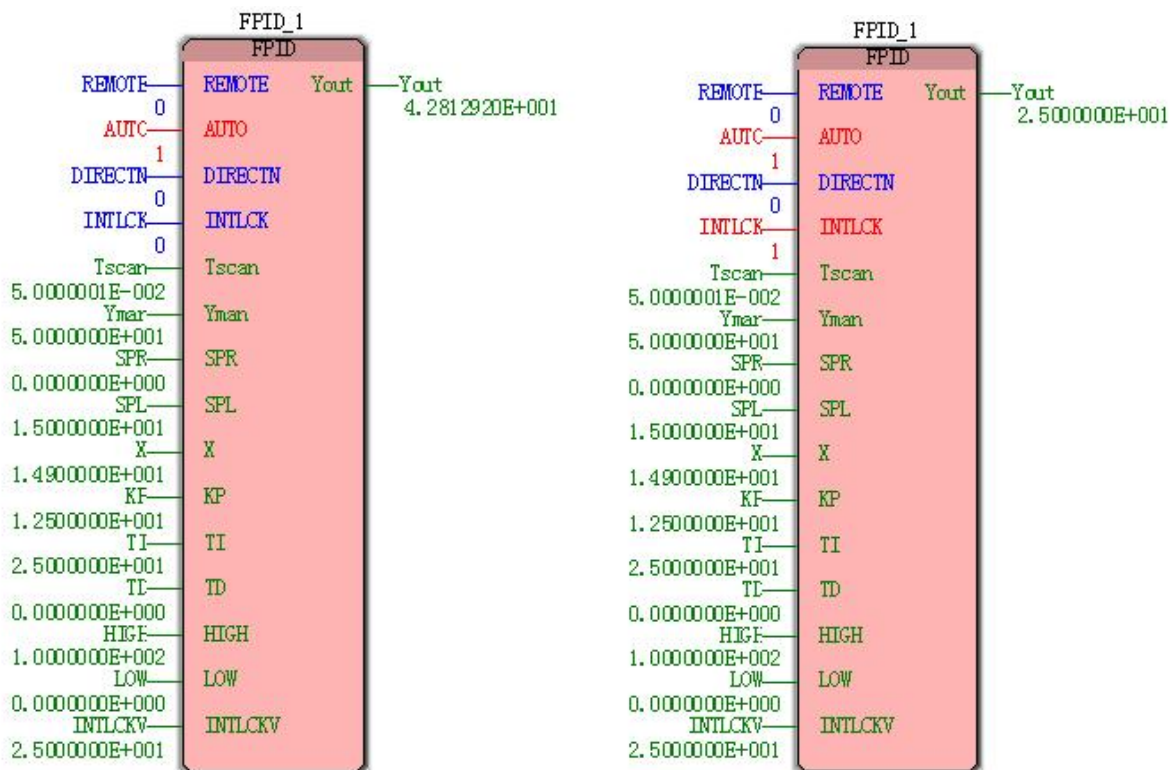 FPID_1
FPID
REMOTE REMOTE Yout Yout
0 4.2812920E+001
AUTC AUTO
1
DIRECTN DIRECTN
0
INTLCK INTLCK
0
Tscan Tscan
5.0000001E-002
Ymar Yman
5.0000000E+001
SPR SPR
0.0000000E+000
SPL SPL
1.5000000E+001
X X
1.4900000E+001
KF KP
1.2500000E+001
TI TI
2.5000000E+001
TD TD
0.0000000E+000
HIGH HIGH
1.0000000E+002
LOW LOW
0.0000000E+000
INTLCKV INTLCKV
2.5000000E+001
FPID_1
FPID
REMOTE REMOTE Yout Yout
0 2.5000000E+001
AUTC AUTO
1
DIRECTN DIRECTN
0
INTLCK INTLCK
1
Tscan Tscan
5.0000001E-002
Ymar Yman
5.0000000E+001
SPR SPR
0.0000000E+000
SPL SPL
1.5000000E+001
X X
1.4900000E+001
KF KP
1.2500000E+001
TI TI
2.5000000E+001
TD TD
0.0000000E+000
HIGH HIGH
1.0000000E+002
LOW LOW
0.0000000E+000
INTLCKV INTLCKV
2.5000000E+001